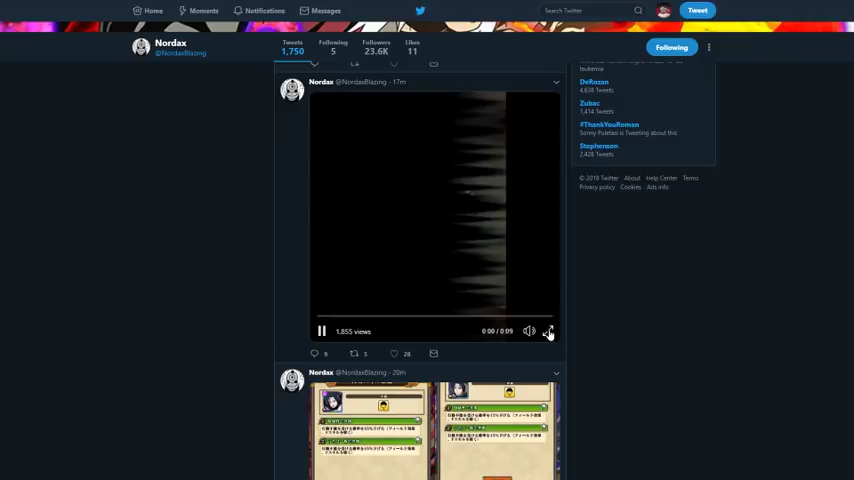 Home Moments Notifications Messages
Search Twitter
Tweet
Nordax
@NordaxBlazing
Tweets
1,750
Following
5
Followers
23.6K
Likes
11
Following
leukemia
DeRozan
4,638 Tweets
Zubac
1,414 Tweets
#ThankYouRoman
Sonny Puletasi is Tweeting about this
Stephenson
2,428 Tweets
© 2018 Twitter About Help Center Terms
Privacy policy Cookies Ads info
Nordax @NordaxBlazing · 17m
1,855 views
0:00 / 0:09
9 5 28
Nordax @NordaxBlazing · 20m